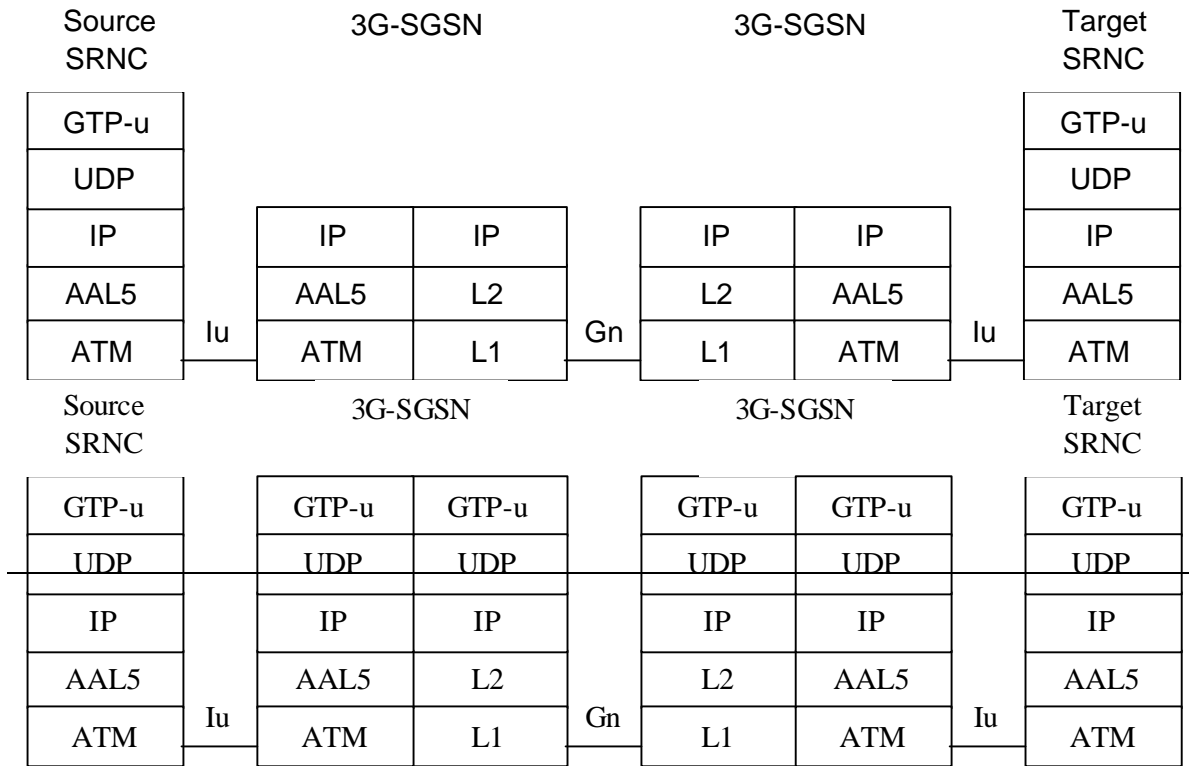 Source SRNC 3G-SGSN 3G-SGSN Target SRNC
GTP-u GTP-u
UDP UDP
IP IP IP IP IP IP
AAL5 AAL5 L2 L2 AAL5 AAL5
Iu Gn Iu
ATM ATM L1 L1 ATM ATM
Source SRNC 3G-SGSN 3G-SGSN Target SRNC
GTP-u GTP-u GTP-u GTP-u GTP-u GTP-u
UDP UDP UDP UDP UDP UDP
IP IP IP IP IP IP
AAL5 AAL5 L2 L2 AAL5 AAL5
Iu Gn Iu
ATM ATM L1 L1 ATM ATM